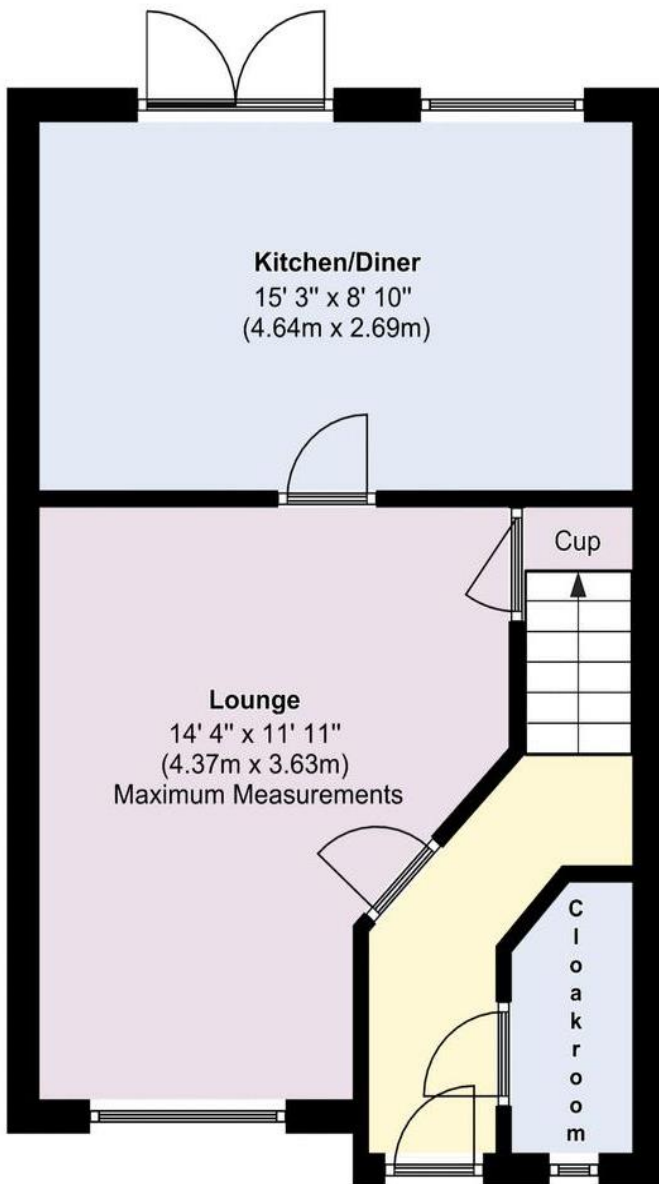 Kitchen/Diner
15' 3" x 8' 10"
(4.64m x 2.69m)
Cup
Lounge
14' 4" x 11' 11"
(4.37m x 3.63m)
Maximum Measurements
Cloakroom